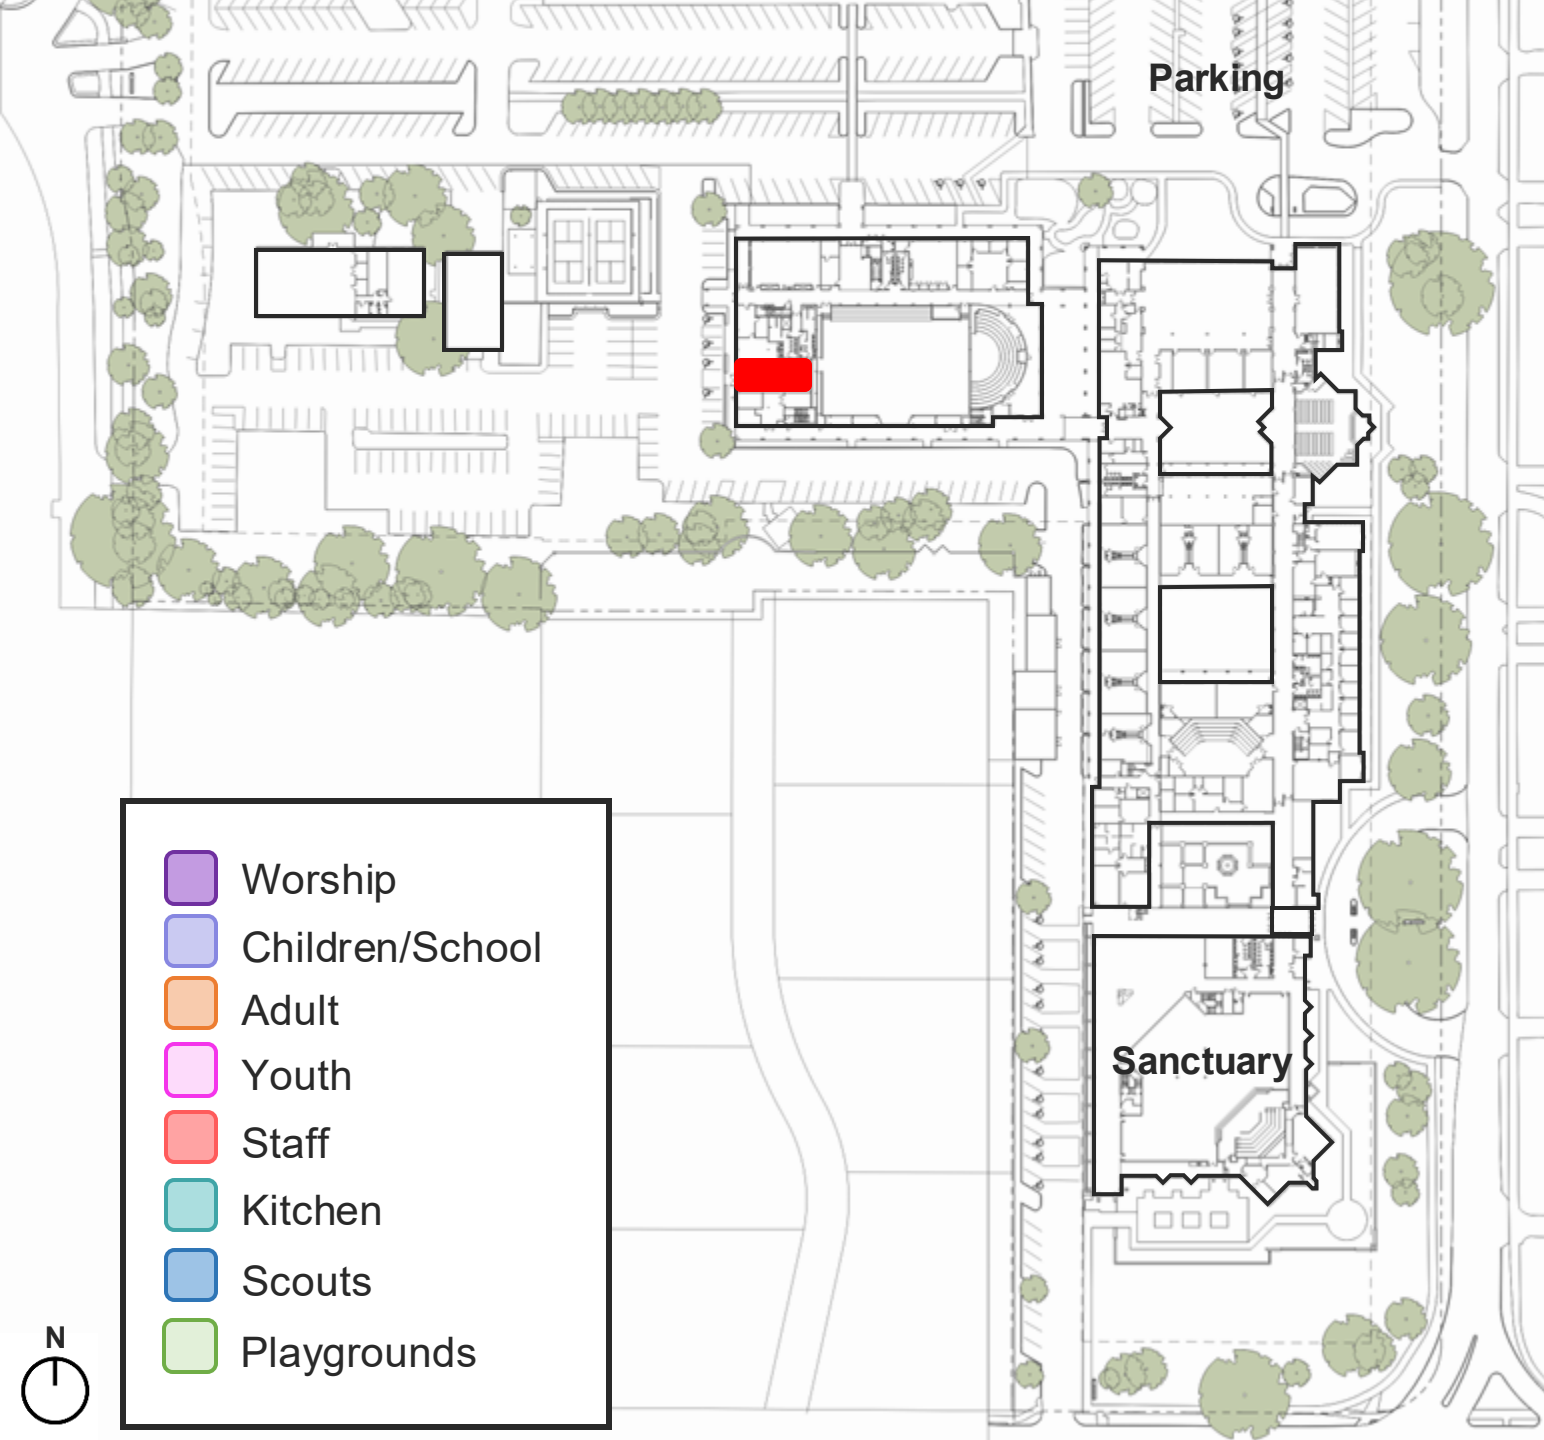 Parking
Sanctuary
Worship
Children/School
Adult
Youth
Staff
Kitchen
Scouts
Playgrounds
N